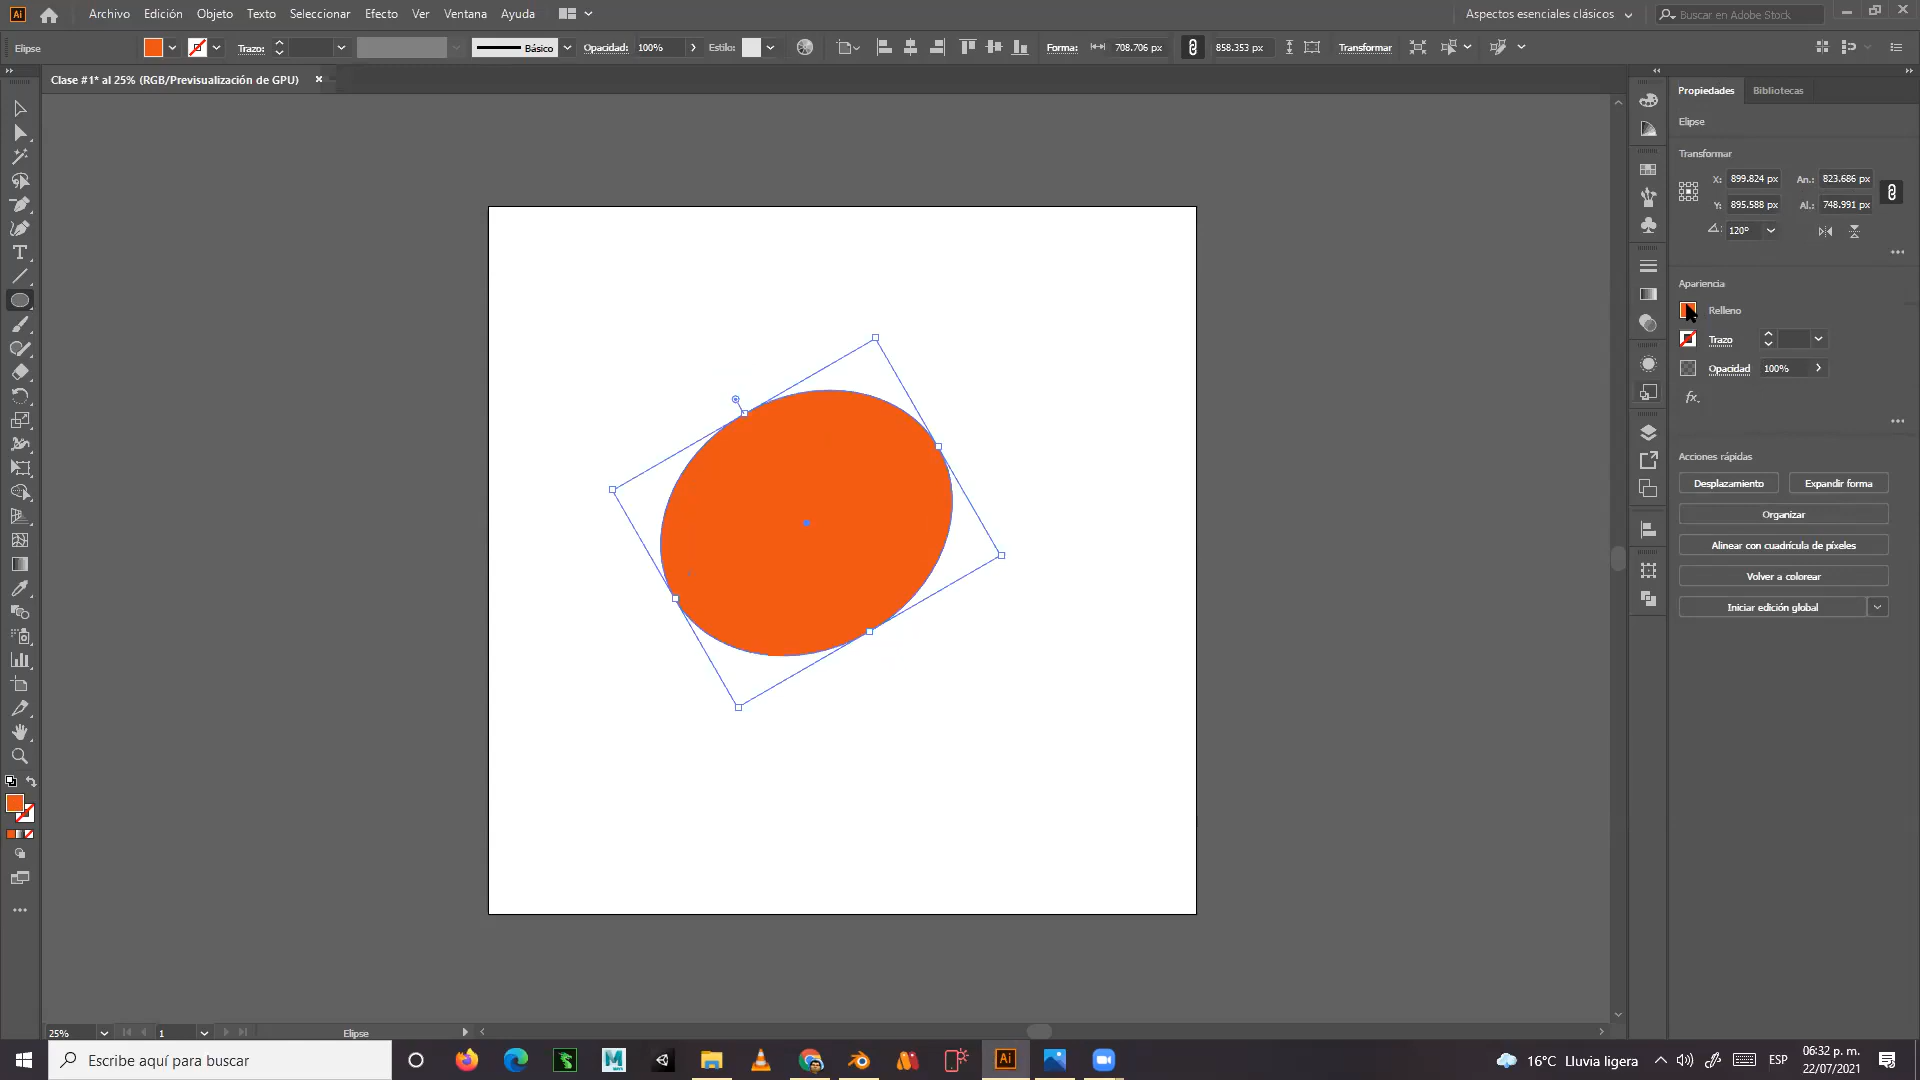 Ai Archivo Edición Objeto Texto Seleccionar Efecto Ver Ventana Ayuda Aspectos esenciales clásicos Buscar en Adobe Stock
Elipse Trazo: Básico Opacidad: 100% Estilo: Forma: 708.706 px 858.353 px Transformar
Clase #1* al 25% (RGB/Previsualización de GPU)
Propiedades Bibliotecas
Elipse
Transformar
X: 899.824 px An.: 823.686 px
Y: 895.588 px Al.: 748.991 px
120°
Apariencia
Relleno
Trazo
Opacidad 100%
fx.
Acciones rápidas
Desplazamiento Expandir forma
Organizar
Alinear con cuadrícula de píxeles
Volver a colorear
Iniciar edición global
25% 1 Elipse
Escribe aquí para buscar
Ai
16°C Lluvia ligera
ESP
06:32 p. m.
22/07/2021